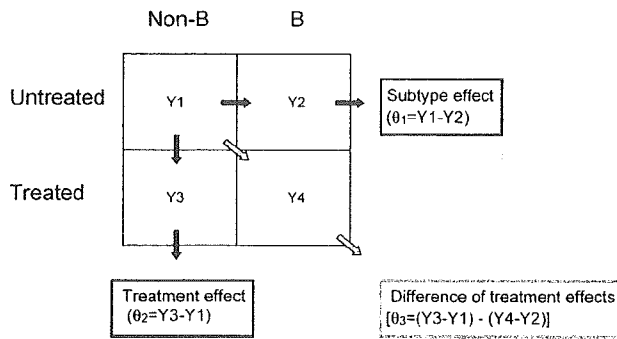 Non-B B
Untreated Y1 Y2
Subtype effect
(θ₁=Y1-Y2)
Treated Y3 Y4
Treatment effect
(θ₂=Y3-Y1)
Difference of treatment effects
[θ₃=(Y3-Y1) - (Y4-Y2)]